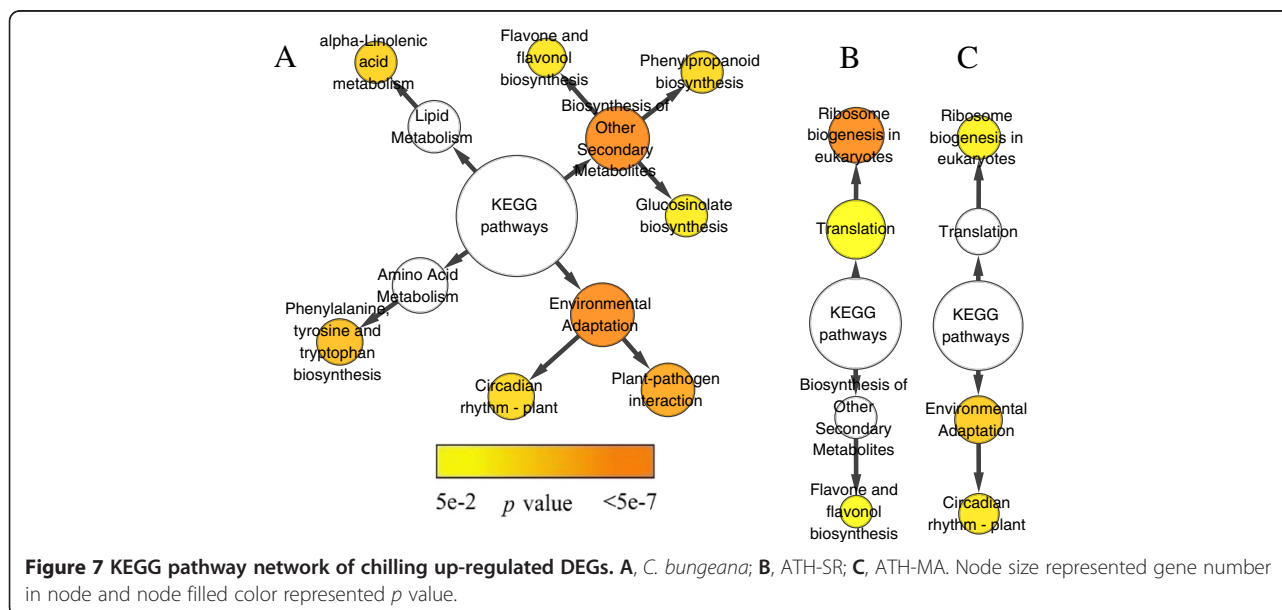 A
alpha-Linolenic
acid
metabolism
Lipid
Metabolism
Flavone and
flavonol
biosynthesis
Phenylpropanoid
biosynthesis
Biosynthesis of
Other
Secondary
Metabolites
Glucosinolate
biosynthesis
KEGG
pathways
Amino Acid
Metabolism
Phenylalanine,
tyrosine and
tryptophan
biosynthesis
Environmental
Adaptation
Circadian
rhythm - plant
Plant-pathogen
interaction
5e-2 p value <5e-7
B
Ribosome
biogenesis in
eukaryotes
Translation
KEGG
pathways
Biosynthesis of
Other
Secondary
Metabolites
Flavone and
flavonol
biosynthesis
C
Ribosome
biogenesis in
eukaryotes
Translation
KEGG
pathways
Environmental
Adaptation
Circadian
rhythm - plant
Figure 7 KEGG pathway network of chilling up-regulated DEGs. A, C. bungeana; B, ATH-SR; C, ATH-MA. Node size represented gene number
in node and node filled color represented p value.